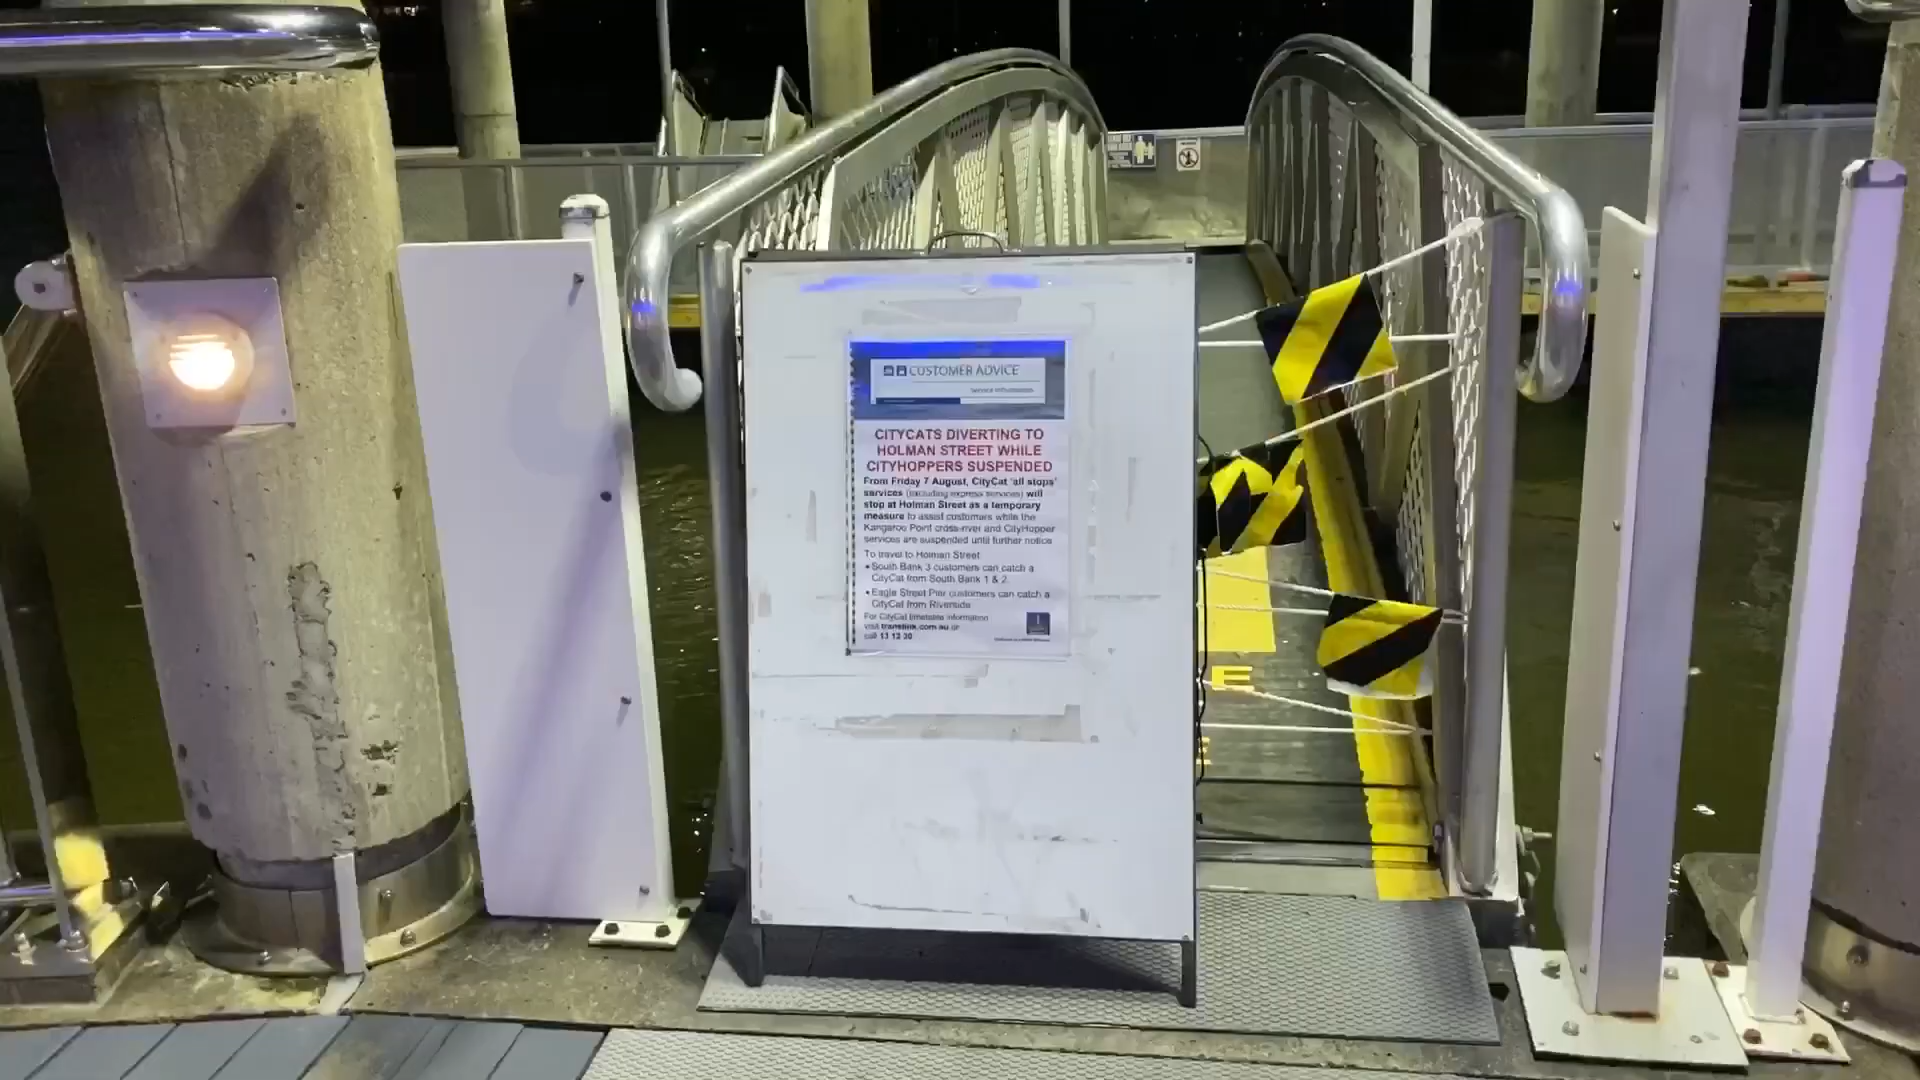 CUSTOMER ADVICE
Service Information
CITYCATS DIVERTING TO
HOLMAN STREET WHILE
CITYHOPPERS SUSPENDED
From Friday 7 August, CityCat 'all stops'
services (excluding express services) will
stop at Holman Street as a temporary
measure to assist customers while the
Kangaroo Point cross-river and CityHopper
services are suspended until further notice
To travel to Holman Street
• South Bank 3 customers can catch a
CityCat from South Bank 1 & 2.
• Eagle Street Pier customers can catch a
CityCat from Riverside
For CityCat timetable information
visit translink.com.au or
call 13 12 30
E
E